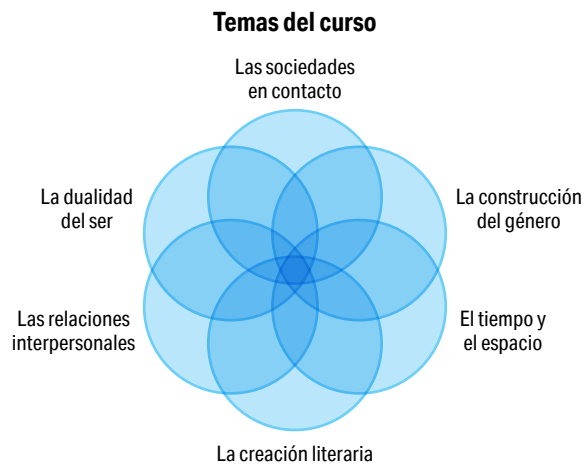 Temas del curso
Las sociedades
en contacto
La dualidad
del ser
La construcción
del género
Las relaciones
interpersonales
El tiempo y
el espacio
La creación literaria